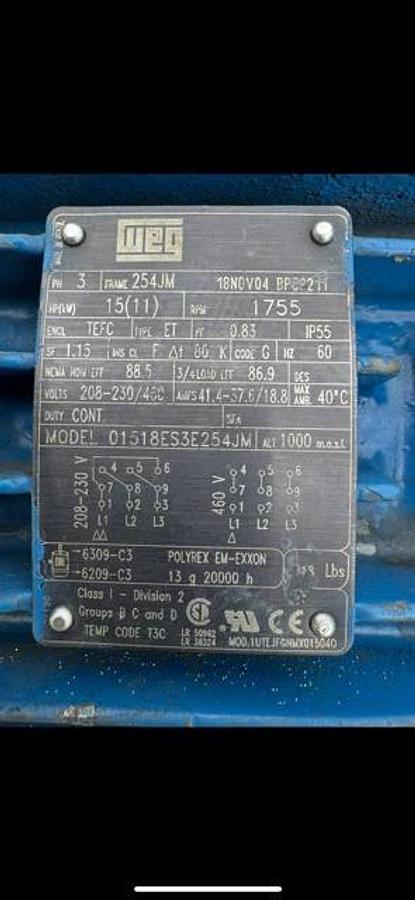 WEG
PH 3 FRAME 254JM 18NOV04
HP(kW) 15(11) RPM 1755
ENCL TEFC TYPE ET PF 0.83 IP55
SF 1.15 INS CL F Δt 80 K CODE G HZ 60
NEMA NOM EFF 88.5 3/4 LOAD EFF 86.9 DES
VOLTS 208-230/460 AMPS 41.4-37.6/18.8 MAX AMB. 40°C
DUTY CONT. SFA
MODEL 01518ES3E254JM ALT 1000 m.a.s.l.
208-230 V 4 5 6 460 V 4 5 6
7 8 9 7 8 9
1 2 3 1 2 3
L1 L2 L3 L1 L2 L3
ΔΔ Δ
6309-C3 POLYREX EM-EXXON
6209-C3 13 g 20000 h Lbs
Class I - Division 2
Groups B C and D
TEMP CODE T3C
LR 50962
LR 38324
CE